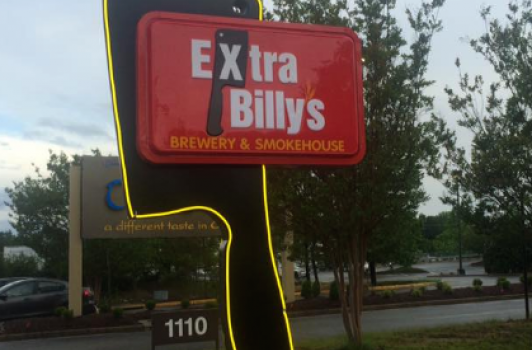 Extra
Billy's
BREWERY & SMOKEHOUSE
a different taste in
1110